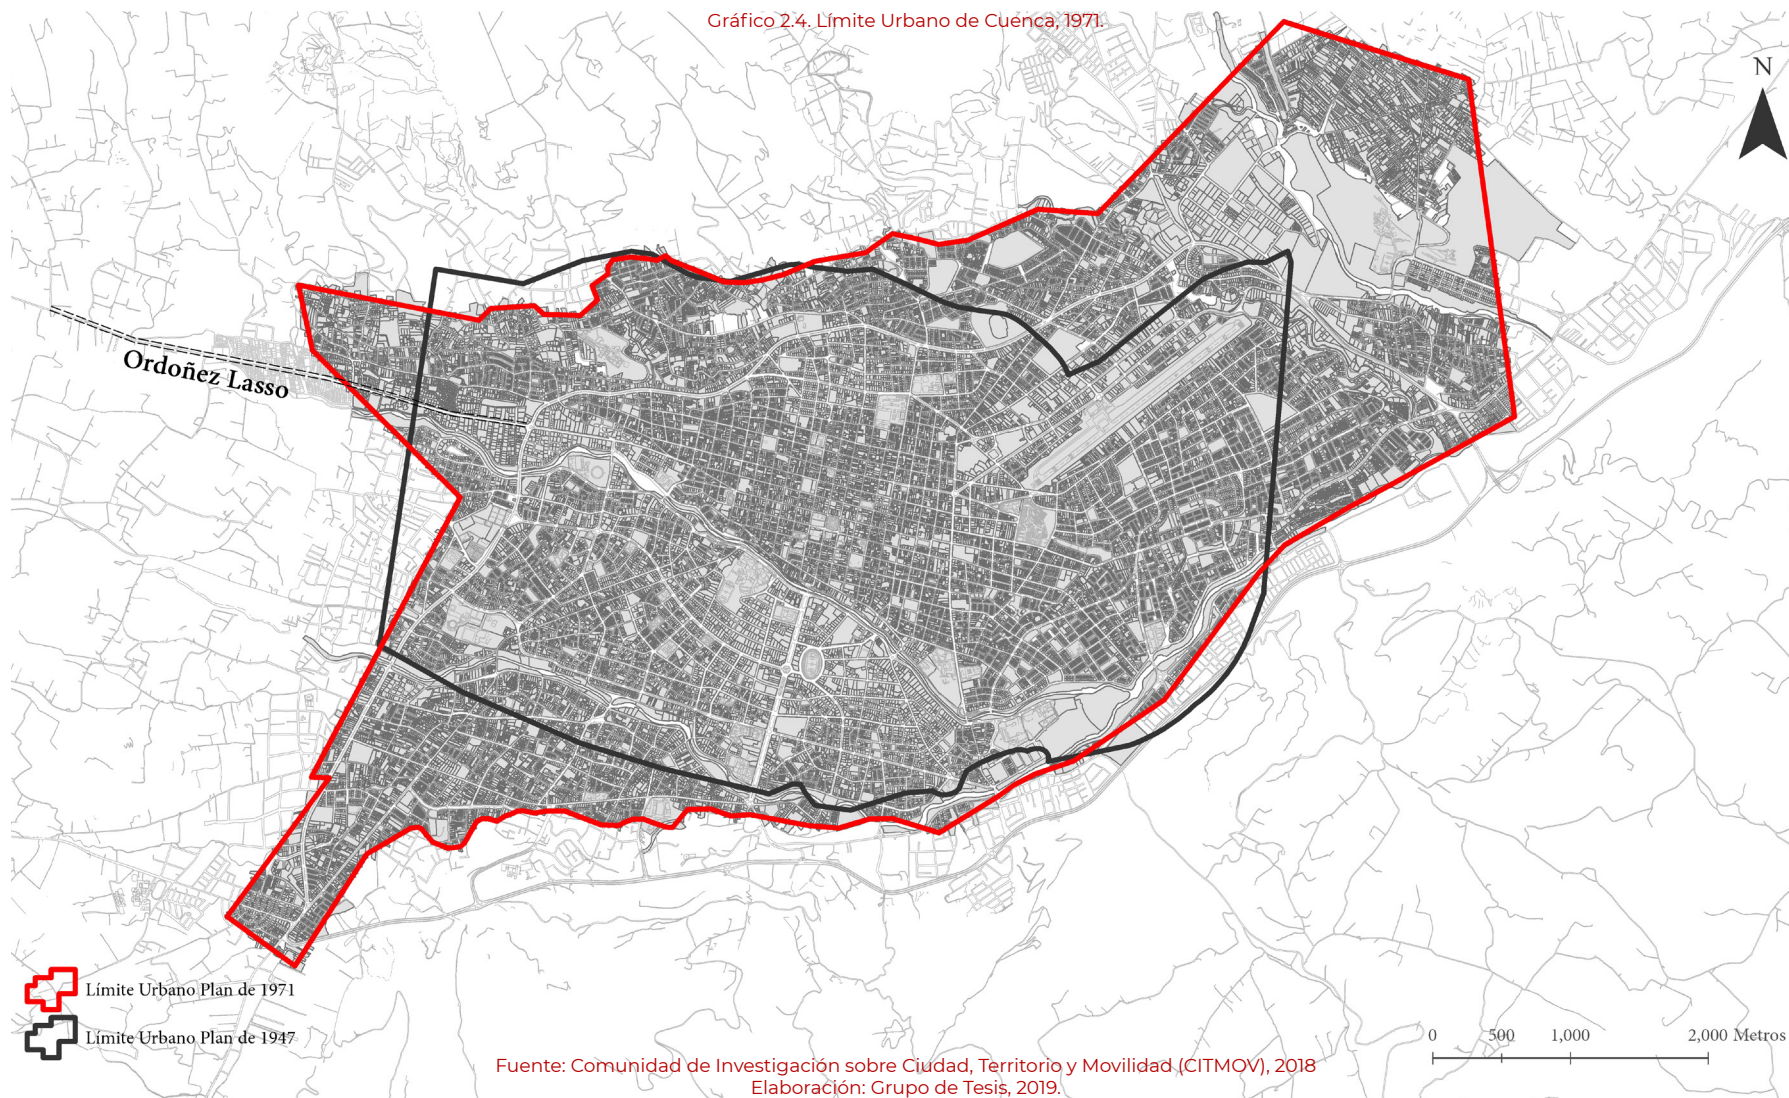 Gráfico 2.4. Límite Urbano de Cuenca, 1971.
N
Ordoñez Lasso
Límite Urbano Plan de 1971
Límite Urbano Plan de 1947
0 500 1,000 2,000 Metros
Fuente: Comunidad de Investigación sobre Ciudad, Territorio y Movilidad (CITMOV), 2018
Elaboración: Grupo de Tesis, 2019.